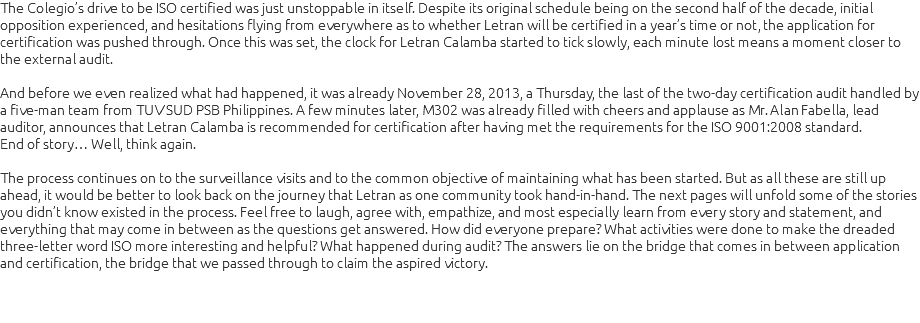 The Colegio's drive to be ISO certified was just unstoppable in itself. Despite its original schedule being on the second half of the decade, initial
opposition experienced, and hesitations flying from everywhere as to whether Letran will be certified in a year's time or not, the application for
certification was pushed through. Once this was set, the clock for Letran Calamba started to tick slowly, each minute lost means a moment closer to
the external audit.

And before we even realized what had happened, it was already November 28, 2013, a Thursday, the last of the two-day certification audit handled by
a five-man team from TUV SUD PSB Philippines. A few minutes later, M302 was already filled with cheers and applause as Mr. Alan Fabella, lead
auditor, announces that Letran Calamba is recommended for certification after having met the requirements for the ISO 9001:2008 standard.
End of story… Well, think again.

The process continues on to the surveillance visits and to the common objective of maintaining what has been started. But as all these are still up
ahead, it would be better to look back on the journey that Letran as one community took hand-in-hand. The next pages will unfold some of the stories
you didn't know existed in the process. Feel free to laugh, agree with, empathize, and most especially learn from every story and statement, and
everything that may come in between as the questions get answered. How did everyone prepare? What activities were done to make the dreaded
three-letter word ISO more interesting and helpful? What happened during audit? The answers lie on the bridge that comes in between application
and certification, the bridge that we passed through to claim the aspired victory.